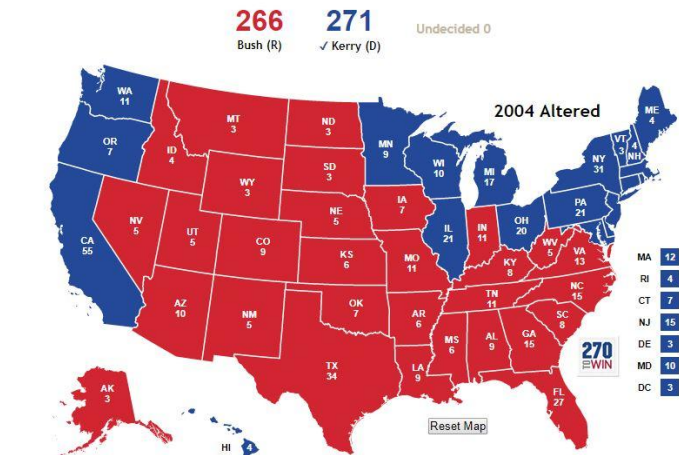 266
271
Undecided 0
Bush (R)
✓ Kerry (D)
2004 Altered
WA
11
OR
7
CA
55
ID
4
NV
5
MT
3
WY
3
UT
5
AZ
10
CO
9
NM
5
ND
3
SD
3
NE
5
KS
6
OK
7
TX
34
MN
9
IA
7
MO
11
AR
6
LA
9
WI
10
IL
21
MI
17
IN
11
OH
20
KY
8
TN
11
MS
6
AL
9
GA
15
FL
27
SC
8
NC
15
VA
13
WV
5
PA
21
NY
31
VT
3
4
NH
ME
4
MA 12
RI 4
CT 7
NJ 15
DE 3
MD 10
DC 3
AK
3
HI 4
270
TO WIN
Reset Map